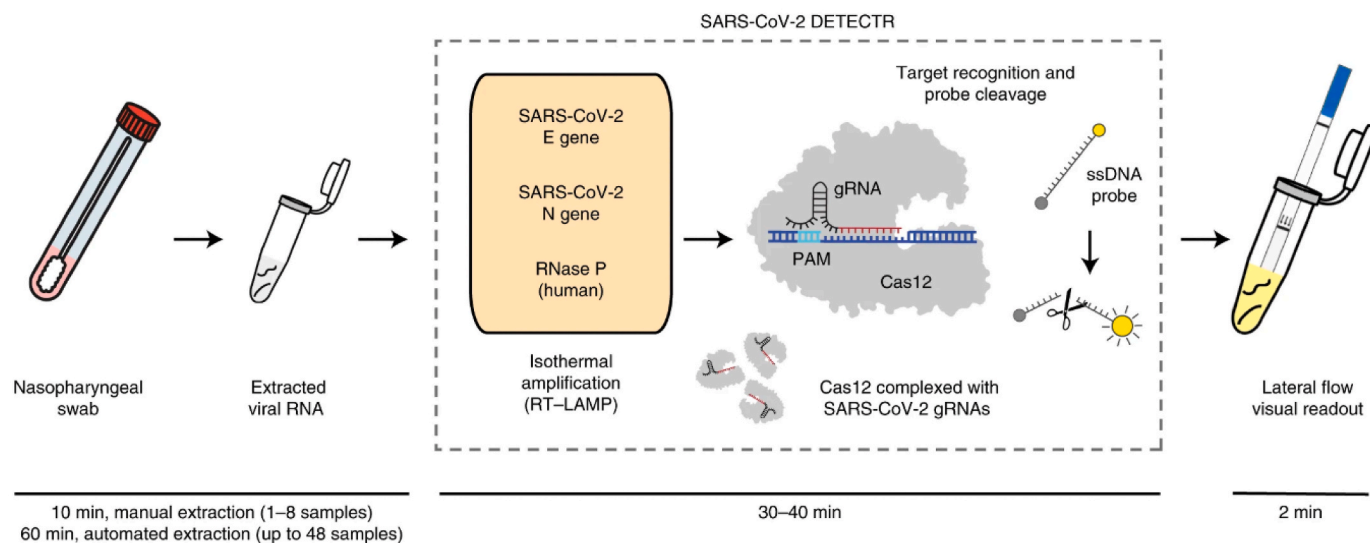 SARS-CoV-2 DETECTR
SARS-CoV-2
E gene
SARS-CoV-2
N gene
RNase P
(human)
Isothermal
amplification
(RT–LAMP)
Target recognition and
probe cleavage
gRNA
PAM
Cas12
ssDNA
probe
Cas12 complexed with
SARS-CoV-2 gRNAs
Nasopharyngeal
swab
Extracted
viral RNA
Lateral flow
visual readout
10 min, manual extraction (1–8 samples)
60 min, automated extraction (up to 48 samples)
30–40 min
2 min